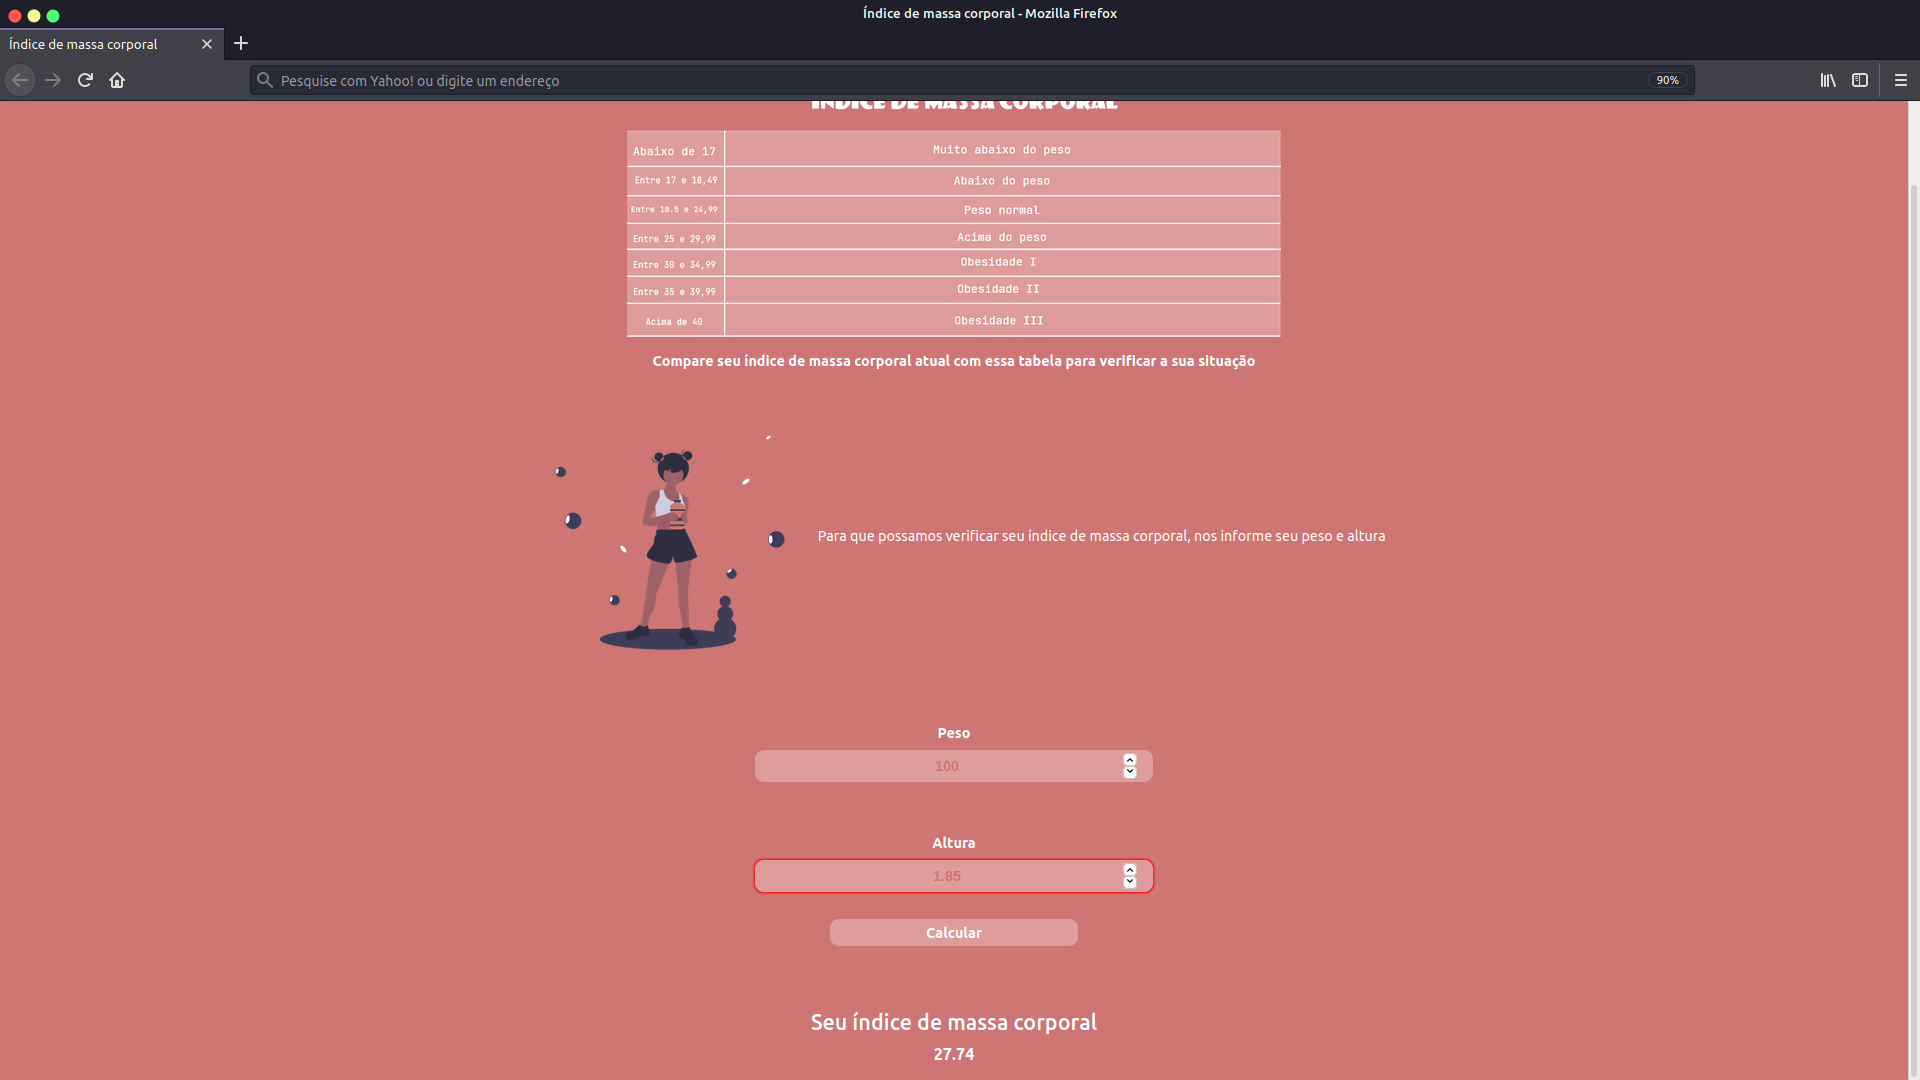 Índice de massa corporal - Mozilla Firefox
Índice de massa corporal
Pesquise com Yahoo! ou digite um endereço
90%
ÍNDICE DE MASSA CORPORAL
Abaixo de 17 Muito abaixo do peso
Entre 17 e 18,49 Abaixo do peso
Entre 18.5 e 24,99 Peso normal
Entre 25 e 29,99 Acima do peso
Entre 30 e 34,99 Obesidade I
Entre 35 e 39,99 Obesidade II
Acima de 40 Obesidade III
Compare seu índice de massa corporal atual com essa tabela para verificar a sua situação
Para que possamos verificar seu índice de massa corporal, nos informe seu peso e altura
Peso
100
Altura
1.85
Calcular
Seu índice de massa corporal
27.74